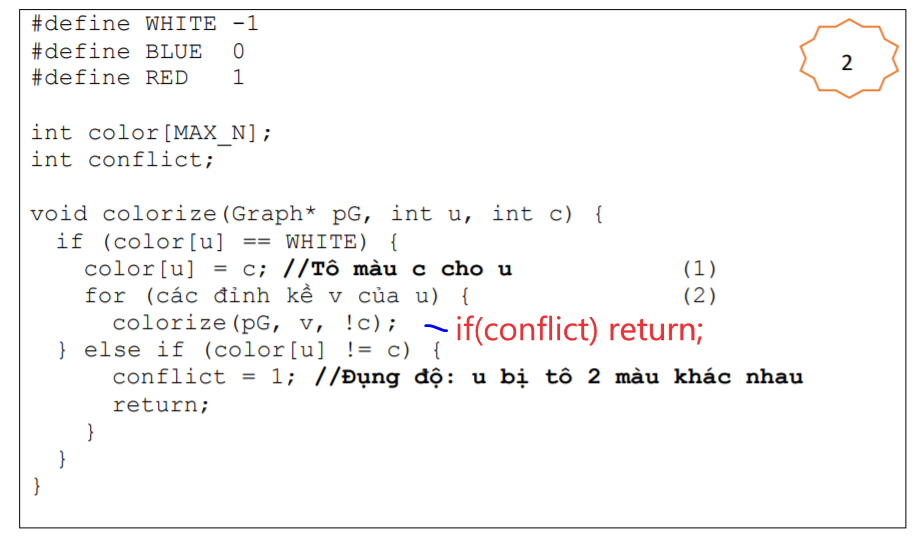 #define WHITE -1
#define BLUE 0
#define RED 1
2
int color[MAX_N];
int conflict;
void colorize(Graph* pG, int u, int c) {
if (color[u] == WHITE) {
color[u] = c; //Tô màu c cho u (1)
for (các đỉnh kề v của u) { (2)
colorize(pG, v, !c); if(conflict) return;
} else if (color[u] != c) {
conflict = 1; //Đụng độ: u bị tô 2 màu khác nhau
return;
}
}
}